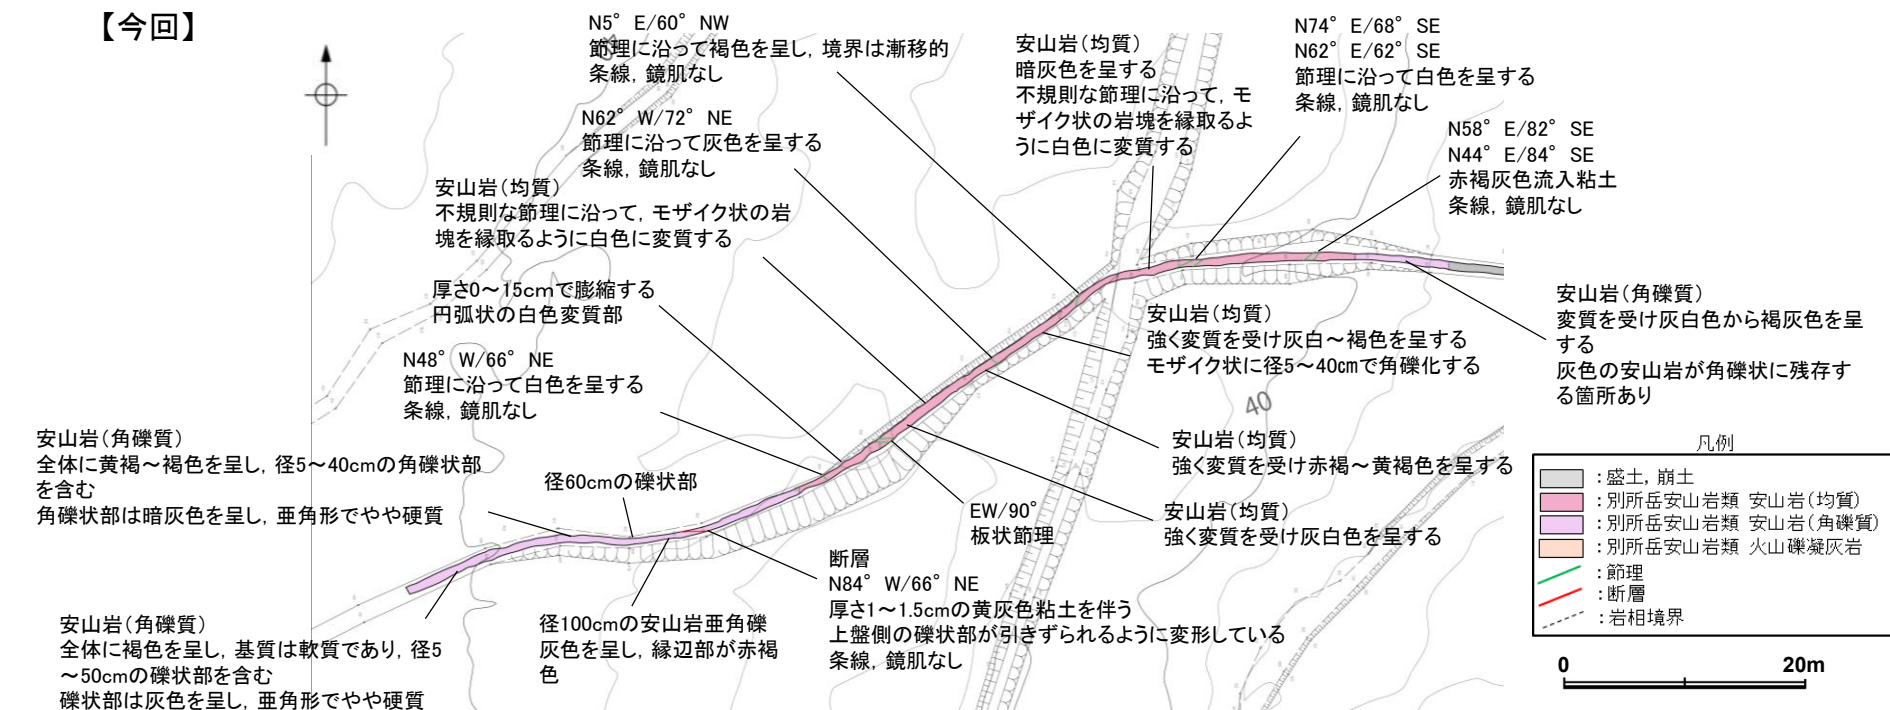 【今回】
N5° E/60° NW
節理に沿って褐色を呈し, 境界は漸移的
条線, 鏡肌なし
N62° W/72° NE
節理に沿って灰色を呈する
条線, 鏡肌なし
安山岩(均質)
不規則な節理に沿って, モザイク状の岩
塊を縁取るように白色に変質する
厚さ0~15cmで膨縮する
円弧状の白色変質部
N48° W/66° NE
節理に沿って白色を呈する
条線, 鏡肌なし
安山岩(角礫質)
全体に黄褐~褐色を呈し, 径5~40cmの角礫状部
を含む
角礫状部は暗灰色を呈し, 亜角形でやや硬質
径60cmの礫状部
安山岩(角礫質)
全体に褐色を呈し, 基質は軟質であり, 径5
~50cmの礫状部を含む
礫状部は灰色を呈し, 亜角形でやや硬質
径100cmの安山岩亜角礫
灰色を呈し, 縁辺部が赤褐
色
断層
N84° W/66° NE
厚さ1~1.5cmの黄灰色粘土を伴う
上盤側の礫状部が引きずられるように変形している
条線, 鏡肌なし
EW/90°
板状節理
安山岩(均質)
強く変質を受け灰白色を呈する
安山岩(均質)
強く変質を受け赤褐~黄褐色を呈する
安山岩(均質)
強く変質を受け灰白~褐色を呈する
モザイク状に径5~40cmで角礫化する
安山岩(均質)
暗灰色を呈する
不規則な節理に沿って, モ
ザイク状の岩塊を縁取るよ
うに白色に変質する
N74° E/68° SE
N62° E/62° SE
節理に沿って白色を呈する
条線, 鏡肌なし
N58° E/82° SE
N44° E/84° SE
赤褐灰色流入粘土
条線, 鏡肌なし
安山岩(角礫質)
変質を受け灰白色から褐灰色を呈
する
灰色の安山岩が角礫状に残存す
る箇所あり
40
40
凡例
:盛土, 崩土
:別所岳安山岩類 安山岩(均質)
:別所岳安山岩類 安山岩(角礫質)
:別所岳安山岩類 火山礫凝灰岩
:節理
:断層
:岩相境界
0 20m